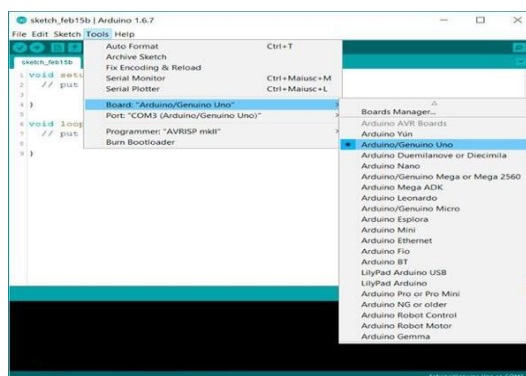 sketch_feb15b | Arduino 1.6.7
File Edit Sketch Tools Help
sketch_feb15b
1 void setu
2 // put
3
4 }
5
6 void loop
7 // put
8
9 }
Auto Format Ctrl+T
Archive Sketch
Fix Encoding & Reload
Serial Monitor Ctrl+Maiusc+M
Serial Plotter Ctrl+Maiusc+L
Board: "Arduino/Genuino Uno"
Port: "COM3 (Arduino/Genuino Uno)"
Programmer: "AVRISP mkII"
Burn Bootloader
Boards Manager...
Arduino AVR Boards
Arduino Yún
Arduino/Genuino Uno
Arduino Duemilanove or Diecimila
Arduino Nano
Arduino/Genuino Mega or Mega 2560
Arduino Mega ADK
Arduino Leonardo
Arduino/Genuino Micro
Arduino Esplora
Arduino Mini
Arduino Ethernet
Arduino Fio
Arduino BT
LilyPad Arduino USB
LilyPad Arduino
Arduino Pro or Pro Mini
Arduino NG or older
Arduino Robot Control
Arduino Robot Motor
Arduino Gemma